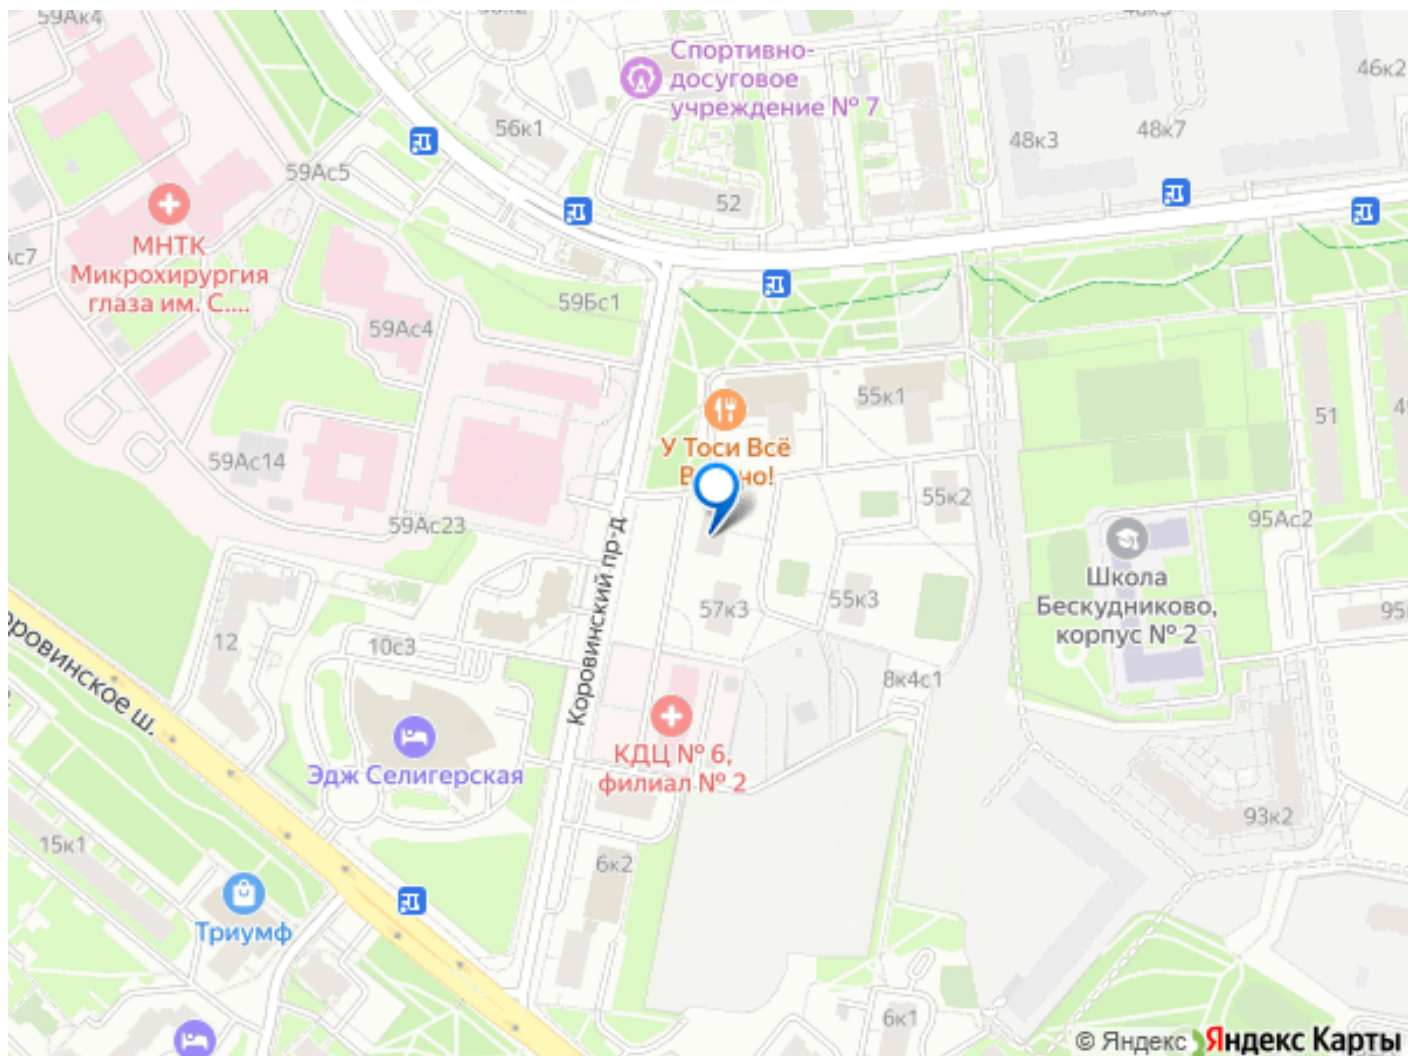 59Ак4
Спортивно-
досуговое
учреждение № 7
46к2
56к1
48к3
48к7
59Ас5
52
МНТК
Микрохирургия
глаза им. С....
59Бс1
59Ас4
55к1
51
У Тоси Всё
59Ас14
55к2
59Ас23
95Ас2
Коровинский пр-д
Школа
Бескудниково,
корпус № 2
57к3
55к3
12
10с3
8к4с1
КДЦ № 6,
филиал № 2
Эдж Селигерская
93к2
15к1
6к2
Триумф
6к1
© Яндекс Яндекс Карты